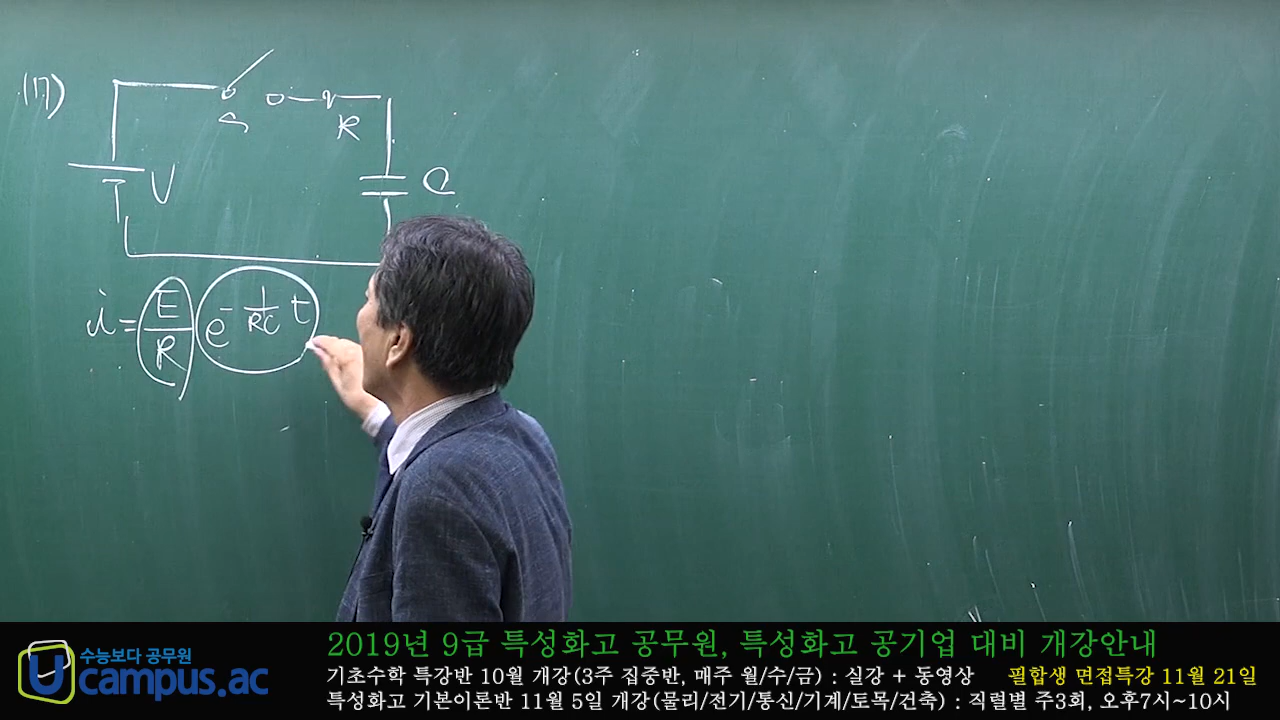 (17)
S
R
V
C
i = E/R e^{-1/RC t}
수능보다 공무원
Ucampus.ac
2019년 9급 특성화고 공무원, 특성화고 공기업 대비 개강안내
기초수학 특강반 10월 개강(3주 집중반, 매주 월/수/금) : 실강 + 동영상 필합생 면접특강 11월 21일
특성화고 기본이론반 11월 5일 개강(물리/전기/통신/기계/토목/건축) : 직렬별 주3회, 오후7시~10시